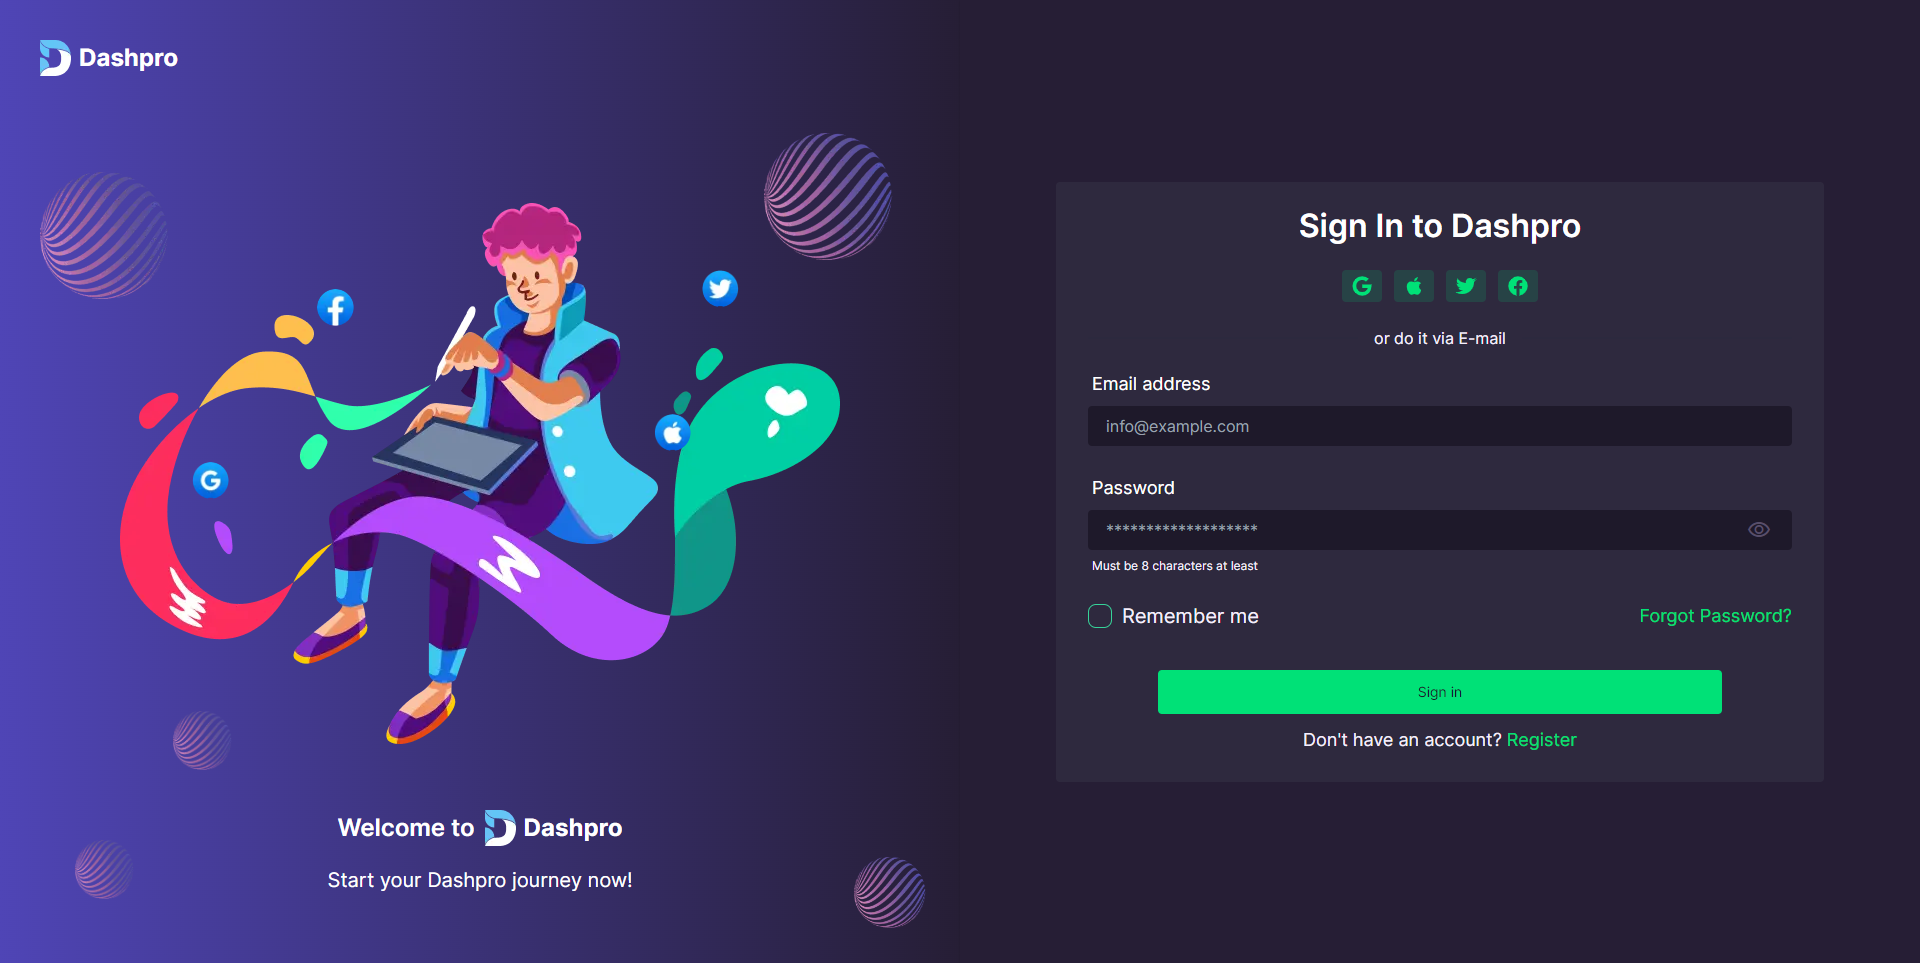 Dashpro
Welcome to Dashpro
Start your Dashpro journey now!
Sign In to Dashpro
or do it via E-mail
Email address
info@example.com
Password
*******************
Must be 8 characters at least
Remember me
Forgot Password?
Sign in
Don't have an account? Register